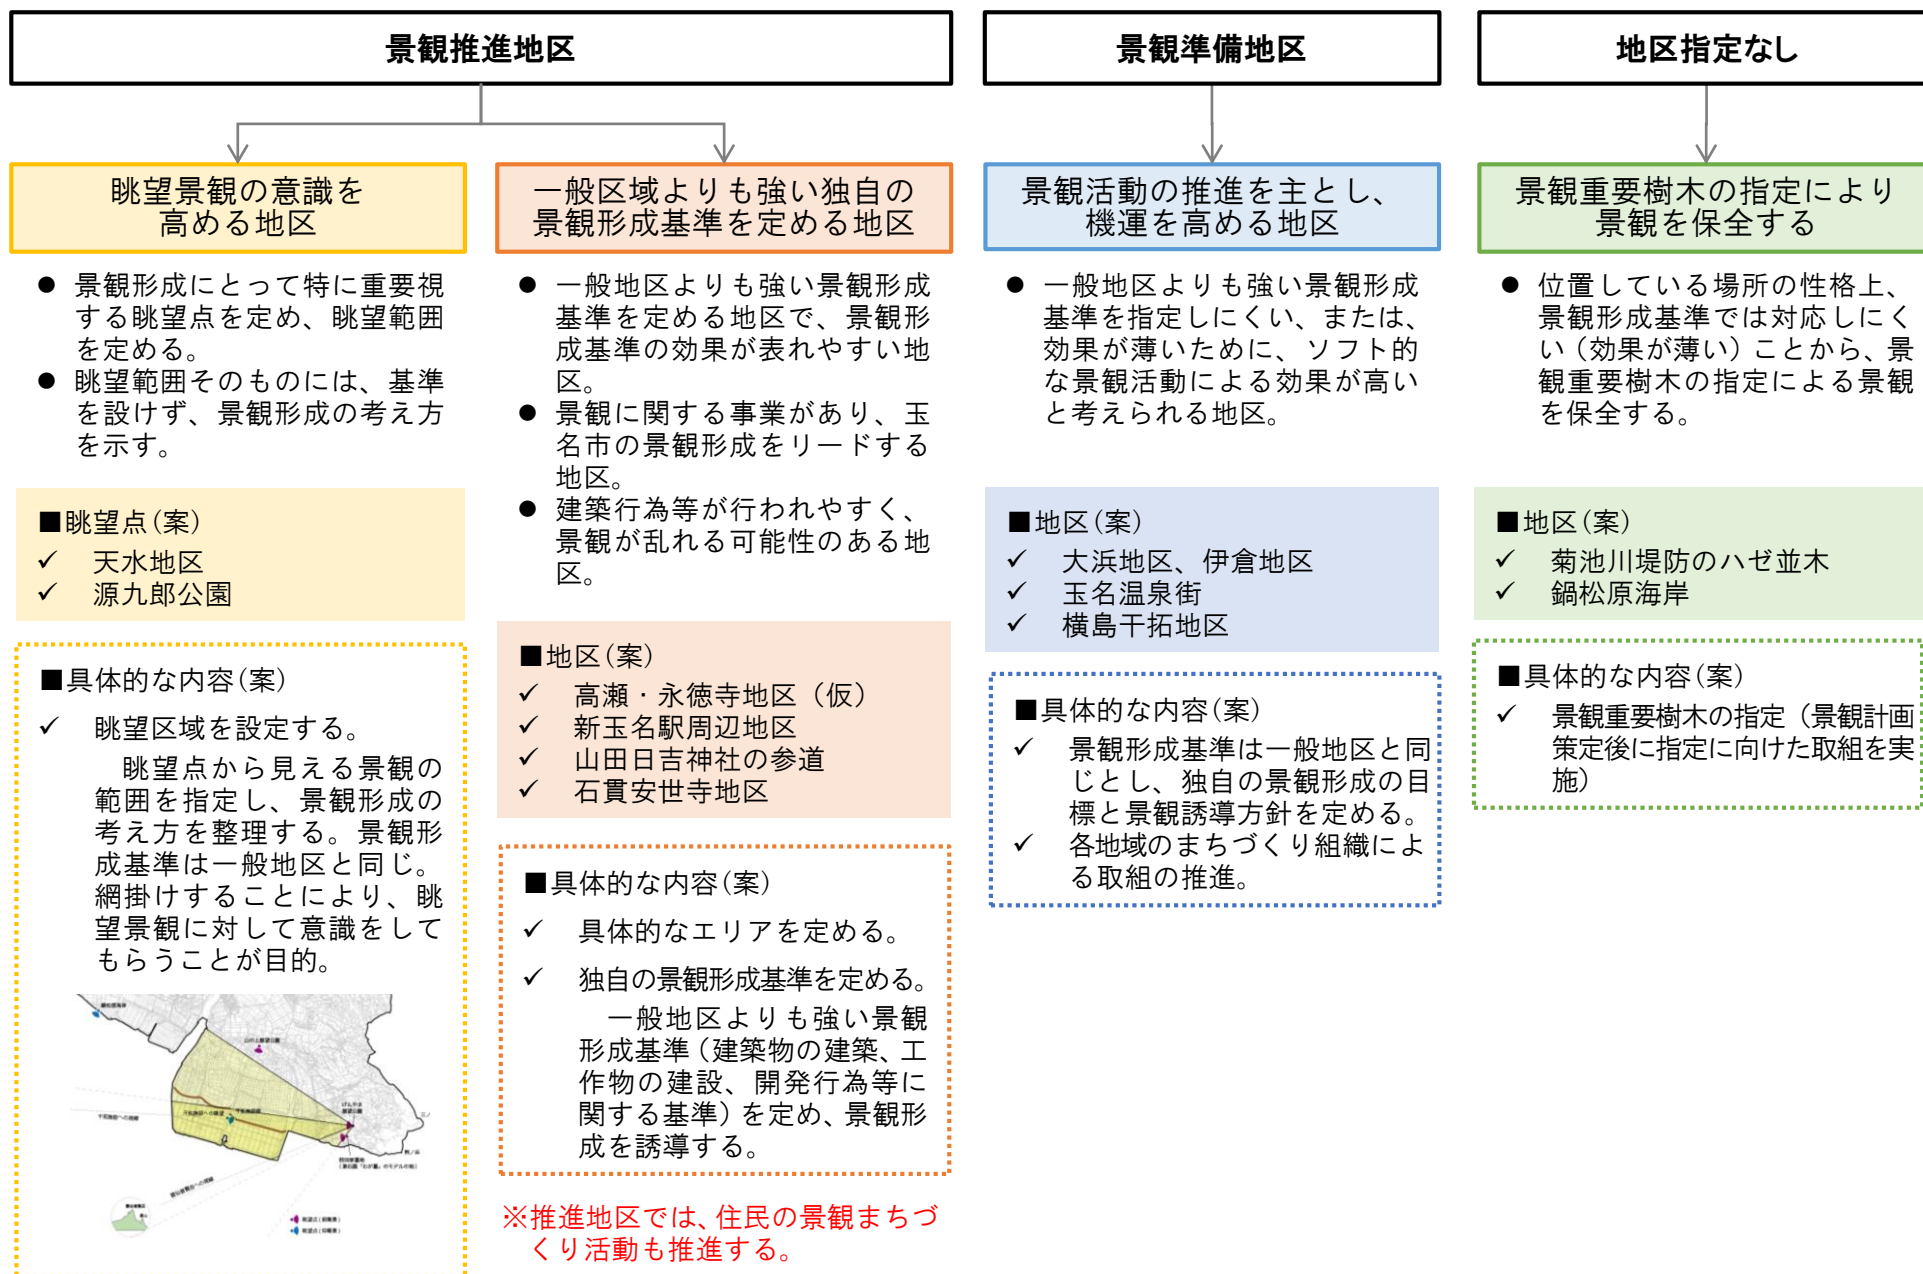 景観推進地区
眺望景観の意識を
高める地区
● 景観形成にとって特に重要視
する眺望点を定め、眺望範囲
を定める。
● 眺望範囲そのものには、基準
を設けず、景観形成の考え方
を示す。
■眺望点(案)
✓ 天水地区
✓ 源九郎公園
■具体的な内容(案)
✓ 眺望区域を設定する。
眺望点から見える景観の
範囲を指定し、景観形成の
考え方を整理する。景観形
成基準は一般地区と同じ。
網掛けすることにより、眺
望景観に対して意識をして
もらうことが目的。
一般区域よりも強い独自の
景観形成基準を定める地区
● 一般地区よりも強い景観形成
基準を定める地区で、景観形
成基準の効果が表れやすい地
区。
● 景観に関する事業があり、玉
名市の景観形成をリードする
地区。
● 建築行為等が行われやすく、
景観が乱れる可能性のある地
区。
■地区(案)
✓ 高瀬・永徳寺地区（仮）
✓ 新玉名駅周辺地区
✓ 山田日吉神社の参道
✓ 石貫安世寺地区
■具体的な内容(案)
✓ 具体的なエリアを定める。
✓ 独自の景観形成基準を定める。
一般地区よりも強い景観
形成基準（建築物の建築、工
作物の建設、開発行為等に
関する基準）を定め、景観形
成を誘導する。
※推進地区では、住民の景観まちづ
くり活動も推進する。
景観準備地区
景観活動の推進を主とし、
機運を高める地区
● 一般地区よりも強い景観形成
基準を指定しにくい、または、
効果が薄いために、ソフト的
な景観活動による効果が高い
と考えられる地区。
■地区(案)
✓ 大浜地区、伊倉地区
✓ 玉名温泉街
✓ 横島干拓地区
■具体的な内容(案)
✓ 景観形成基準は一般地区と同
じとし、独自の景観形成の目
標と景観誘導方針を定める。
✓ 各地域のまちづくり組織によ
る取組の推進。
地区指定なし
景観重要樹木の指定により
景観を保全する
● 位置している場所の性格上、
景観形成基準では対応しにく
い（効果が薄い）ことから、景
観重要樹木の指定による景観
を保全する。
■地区(案)
✓ 菊池川堤防のハゼ並木
✓ 鍋松原海岸
■具体的な内容(案)
✓ 景観重要樹木の指定（景観計画
策定後に指定に向けた取組を実
施）